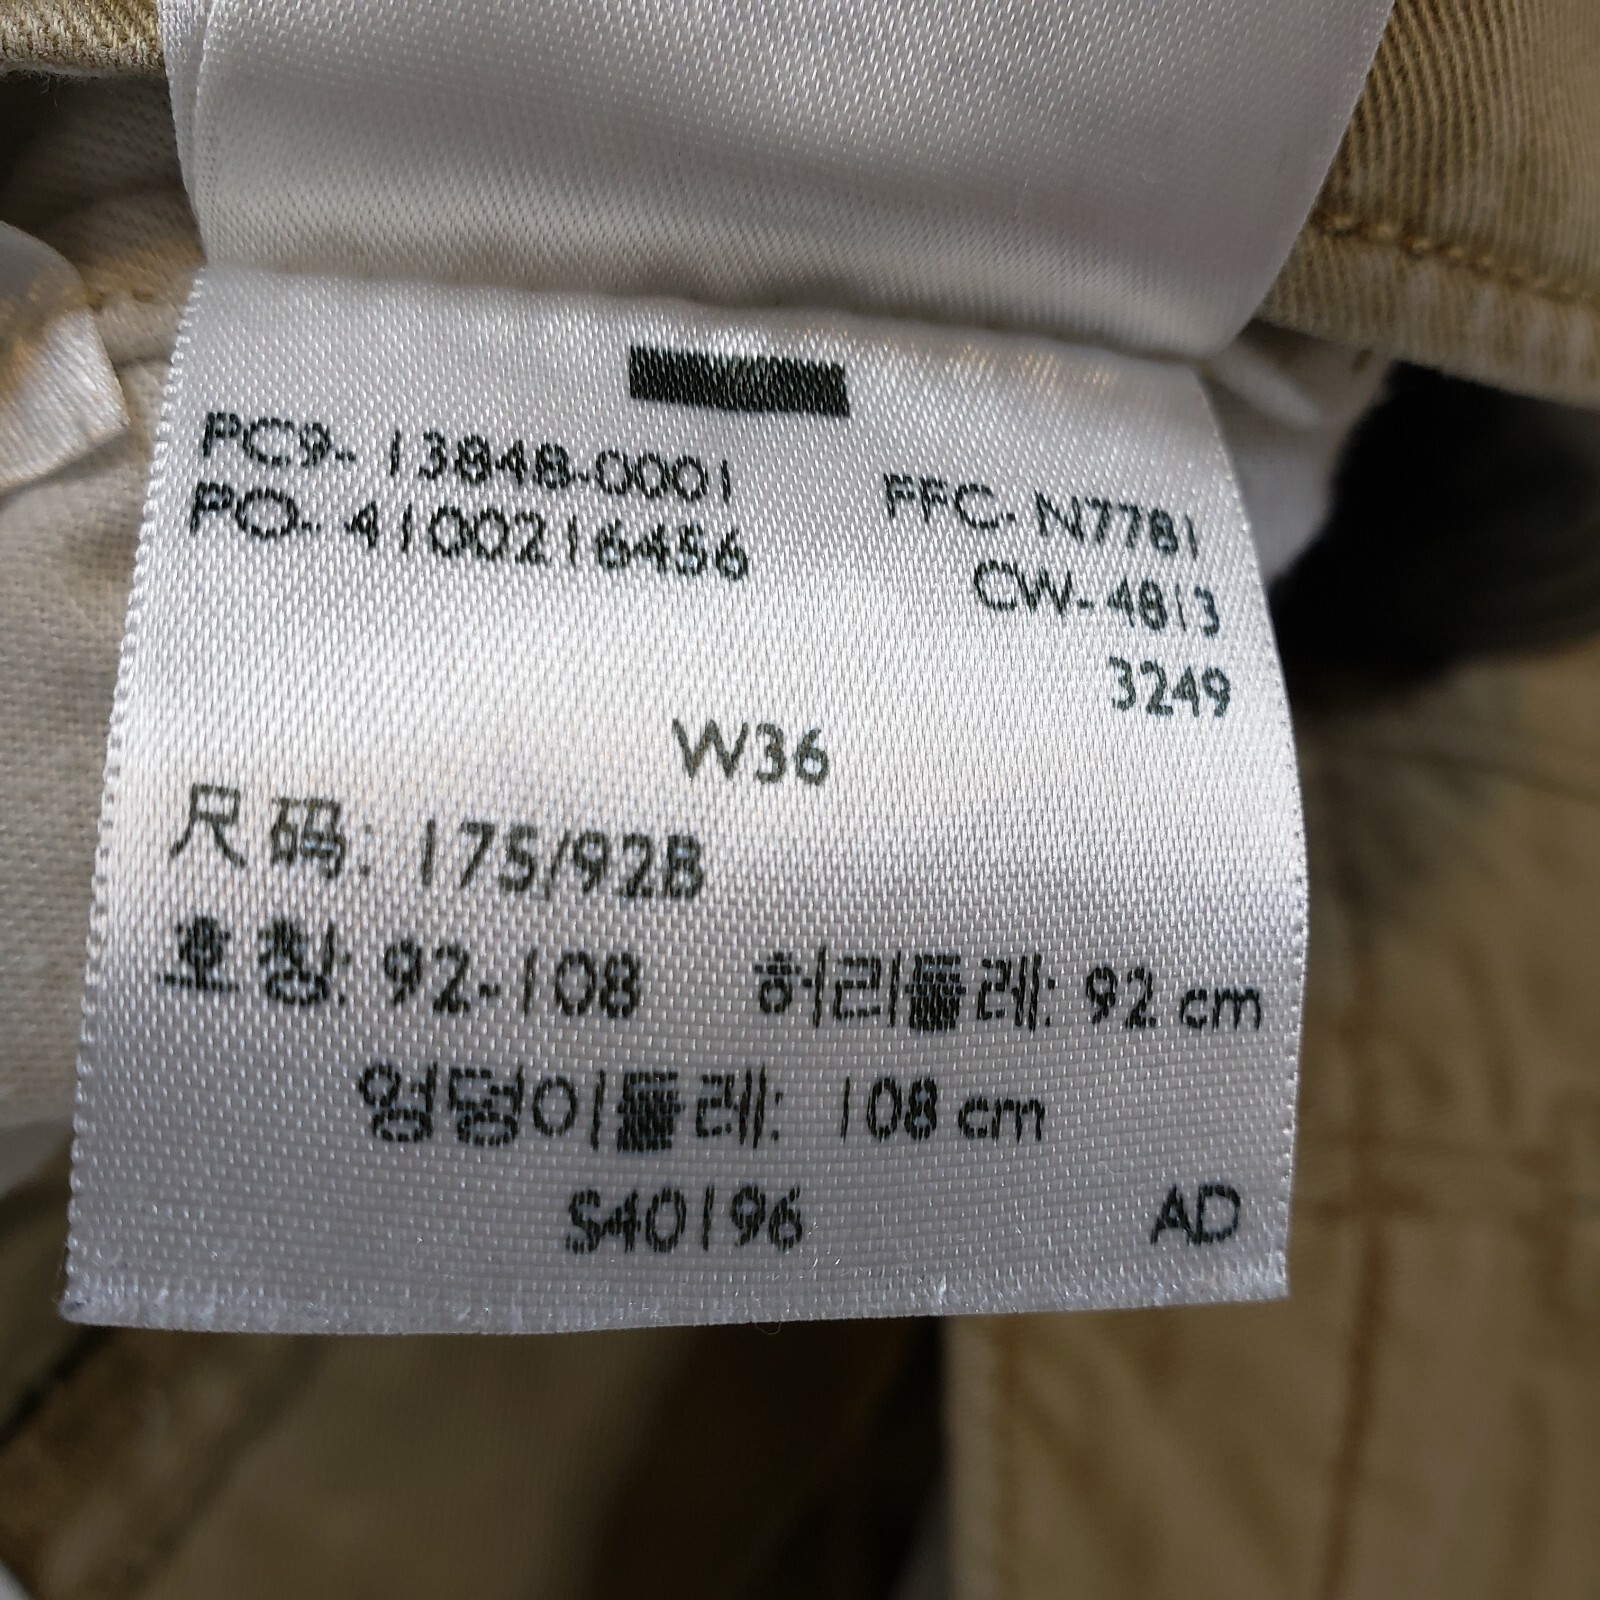 PC9-13848-0001
PO-4100216456
FFC-N7781
CW-4813
3249
W36
尺码: 175/92B
호칭: 92-108 허리둘레: 92 cm
엉덩이둘레: 108 cm
S40196
AD